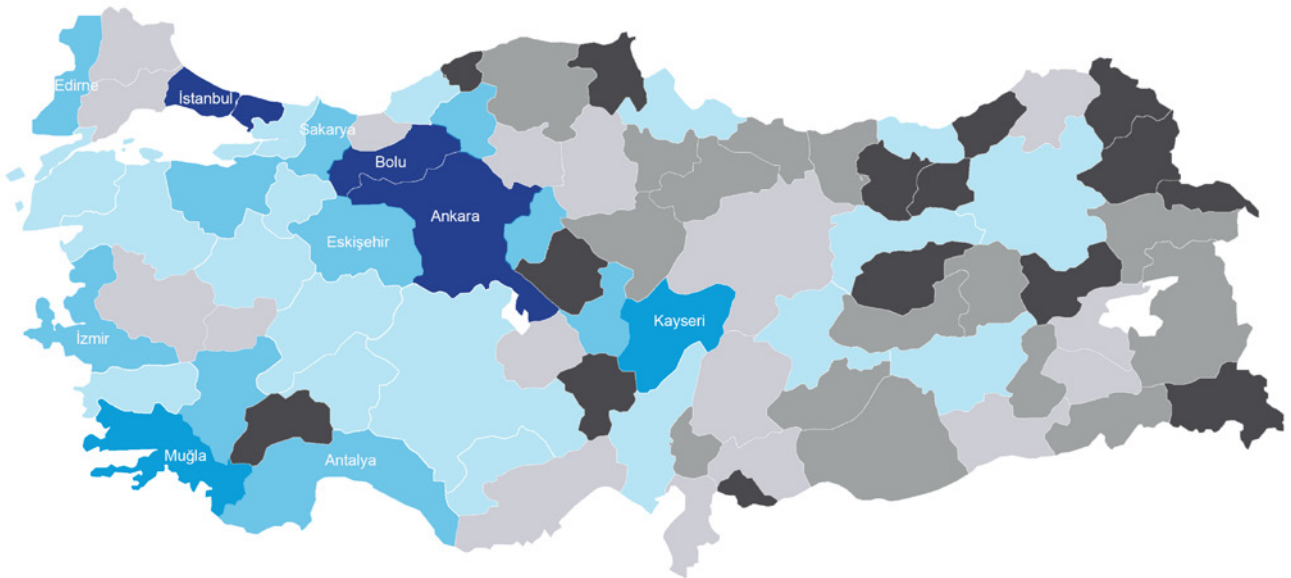 Edirne
İstanbul
Sakarya
Bolu
Ankara
Eskişehir
Kayseri
İzmir
Muğla
Antalya